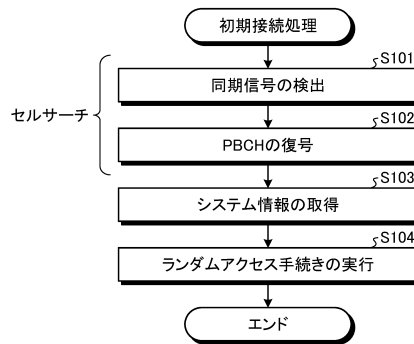 初期接続処理
S101
同期信号の検出
セルサーチ
S102
PBCHの復号
S103
システム情報の取得
S104
ランダムアクセス手続きの実行
エンド